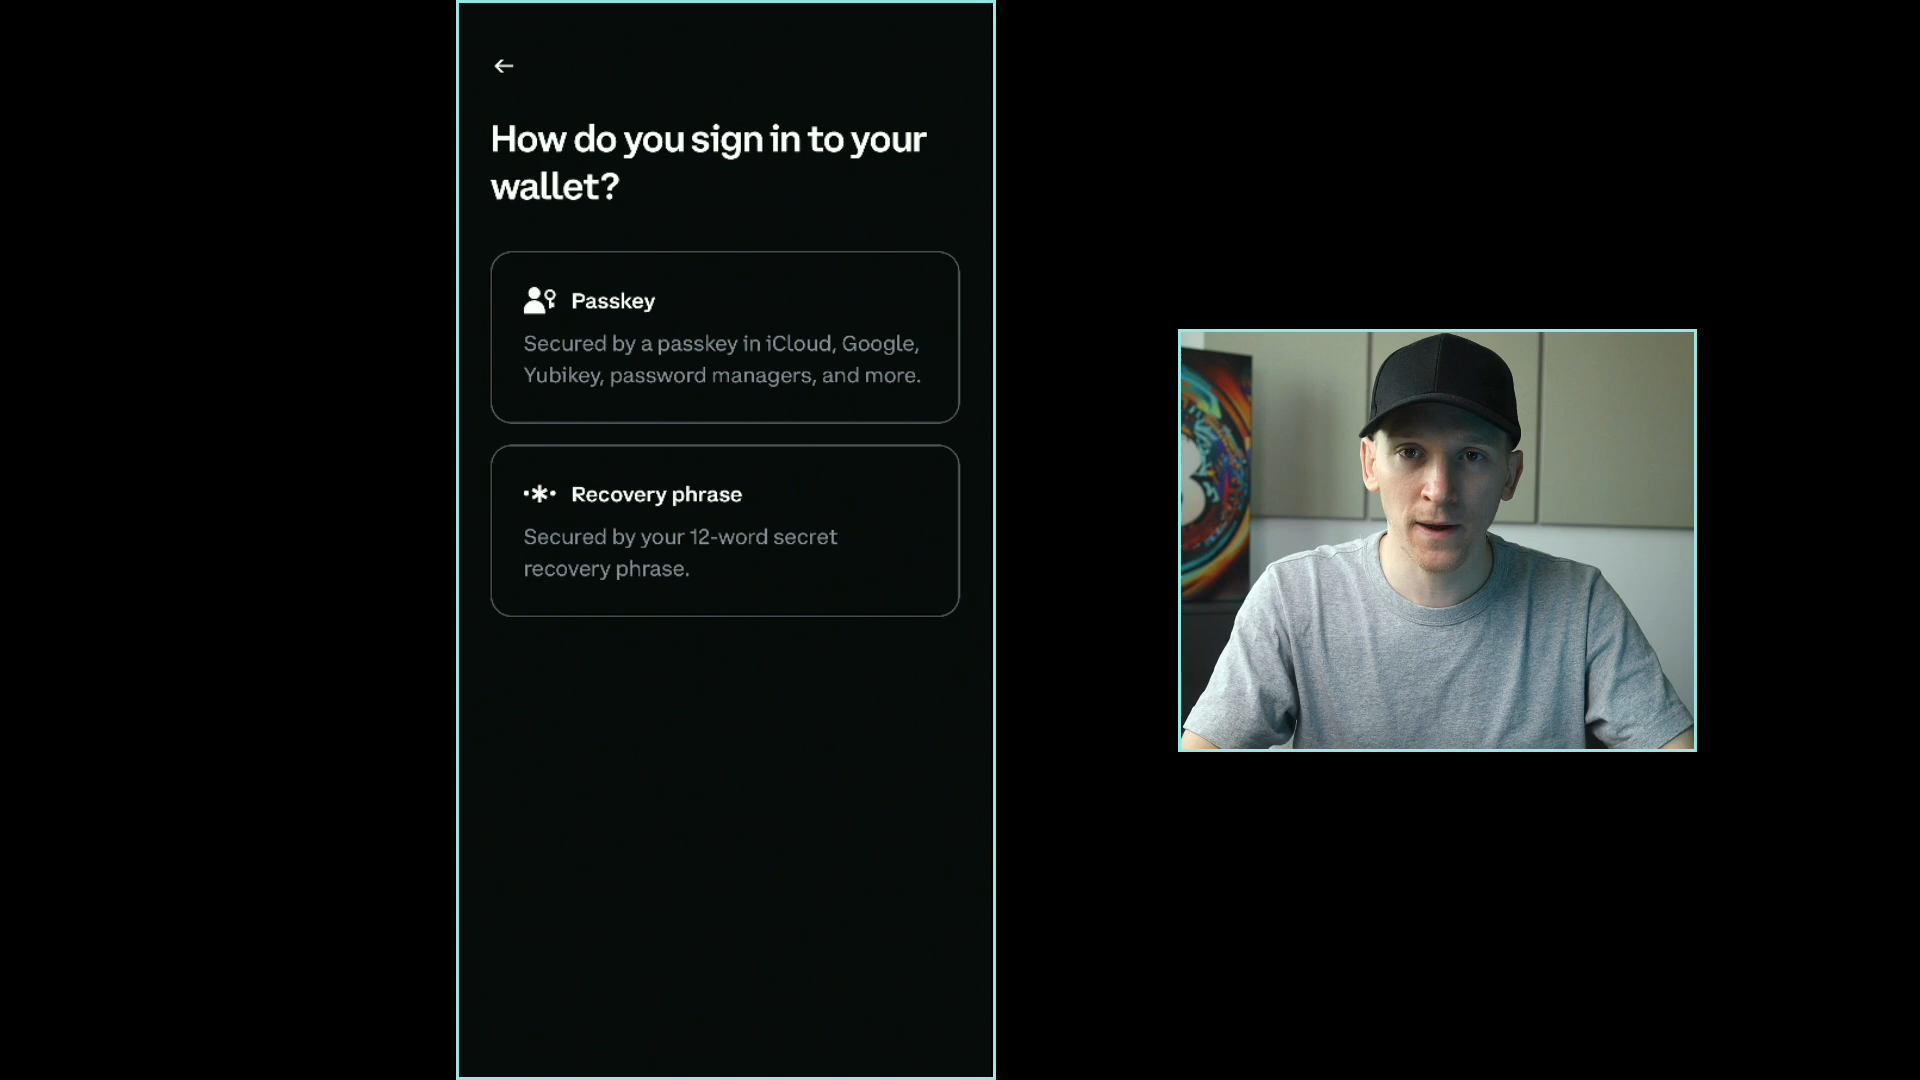 How do you sign in to your
wallet?
Passkey
Secured by a passkey in iCloud, Google,
Yubikey, password managers, and more.
Recovery phrase
Secured by your 12-word secret
recovery phrase.